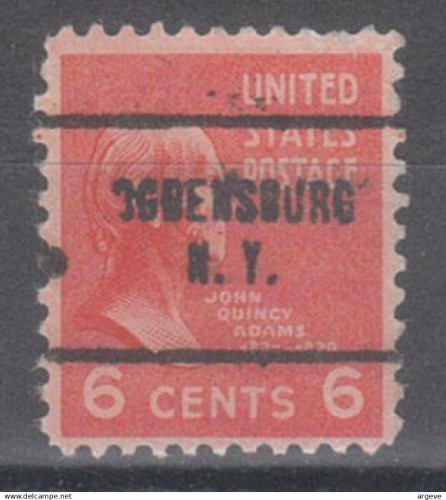 UNITED
STATES
POSTAGE
OGDENSBURG
N. Y.
JOHN
QUINCY
ADAMS
6 CENTS 6
© argeve